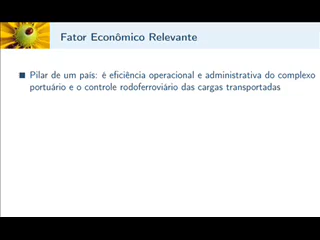 Fator Econômico Relevante
Pilar de um país: é eficiência operacional e administrativa do complexo
portuário e o controle rodoferroviário das cargas transportadas